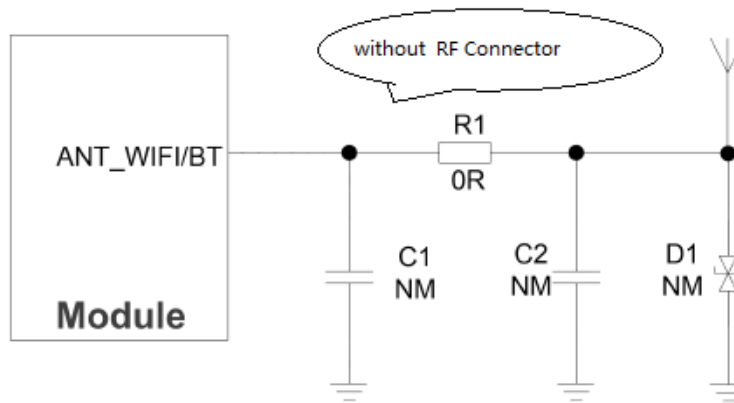 without RF Connector
R1
ANT_WIFI/BT
0R
C1
NM
C2
NM
D1
NM
Module